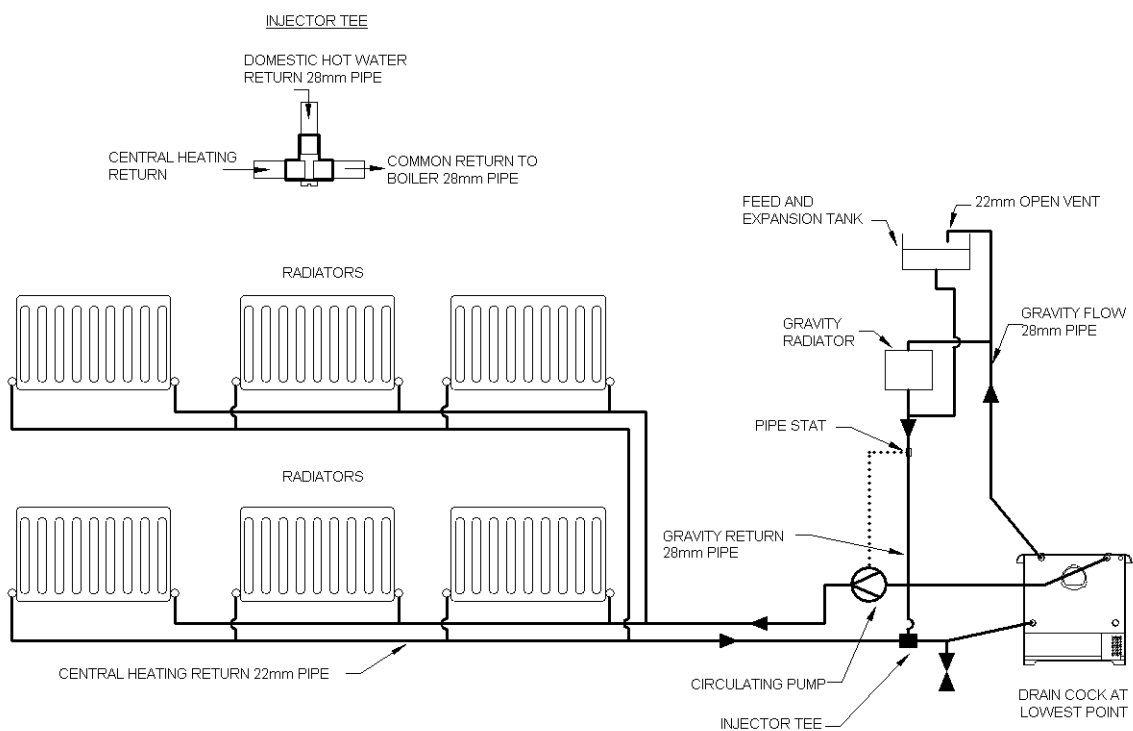 INJECTOR TEE
DOMESTIC HOT WATER
RETURN 28mm PIPE
CENTRAL HEATING
RETURN
COMMON RETURN TO
BOILER 28mm PIPE
FEED AND
EXPANSION TANK
22mm OPEN VENT
RADIATORS
GRAVITY
RADIATOR
GRAVITY FLOW
28mm PIPE
PIPE STAT
RADIATORS
GRAVITY RETURN
28mm PIPE
CENTRAL HEATING RETURN 22mm PIPE
CIRCULATING PUMP
INJECTOR TEE
DRAIN COCK AT
LOWEST POINT